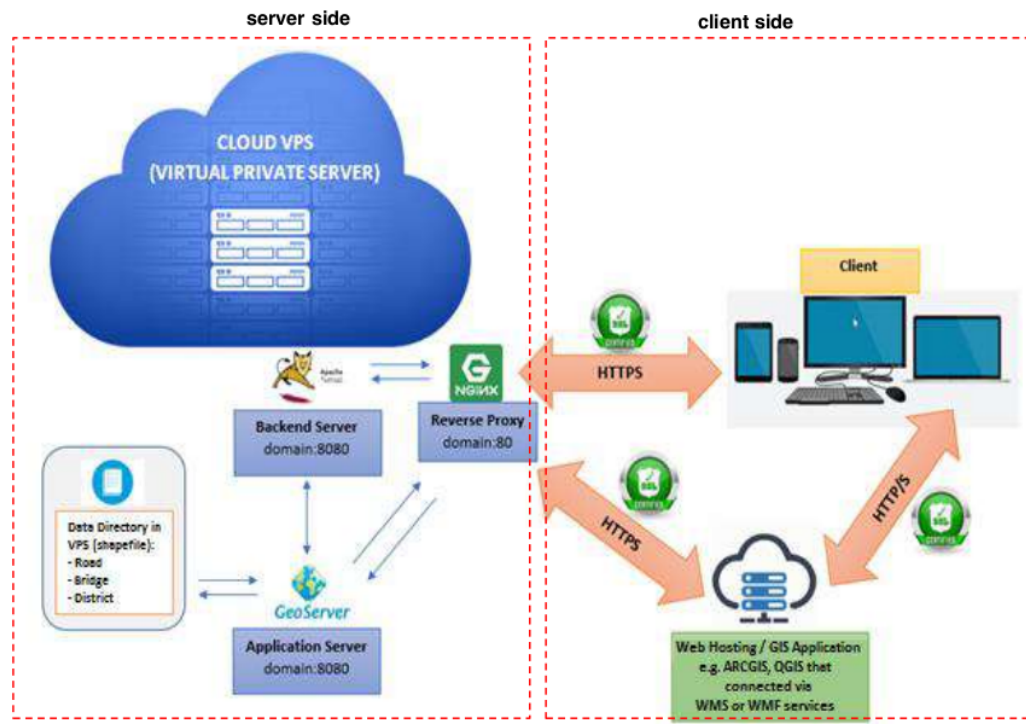 server side
client side
CLOUD VPS
(VIRTUAL PRIVATE SERVER)
Client
Apache
Tomcat
NGINX
HTTPS
Backend Server
domain:8080
Reverse Proxy
domain:80
Data Directory in
VPS (shapefile):
- Road
- Bridge
- District
HTTPS
HTTP/S
GeoServer
Application Server
domain:8080
Web Hosting / GIS Application
e.g. ARCGIS, QGIS that
connected via
WMS or WMF services